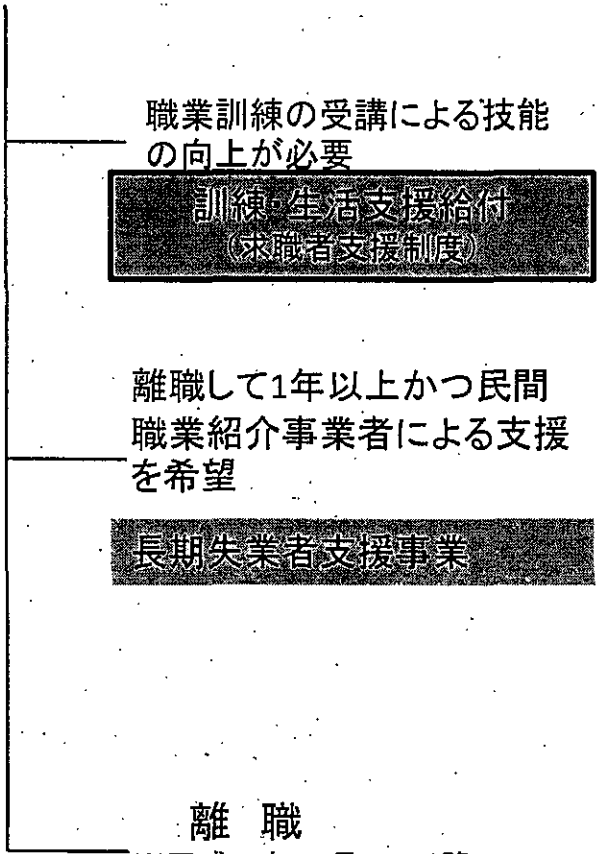 職業訓練の受講による技能
の向上が必要
訓練・生活支援給付
(求職者支援制度)
離職して1年以上かつ民間
職業紹介事業者による支援
を希望
長期失業者支援事業
離 職